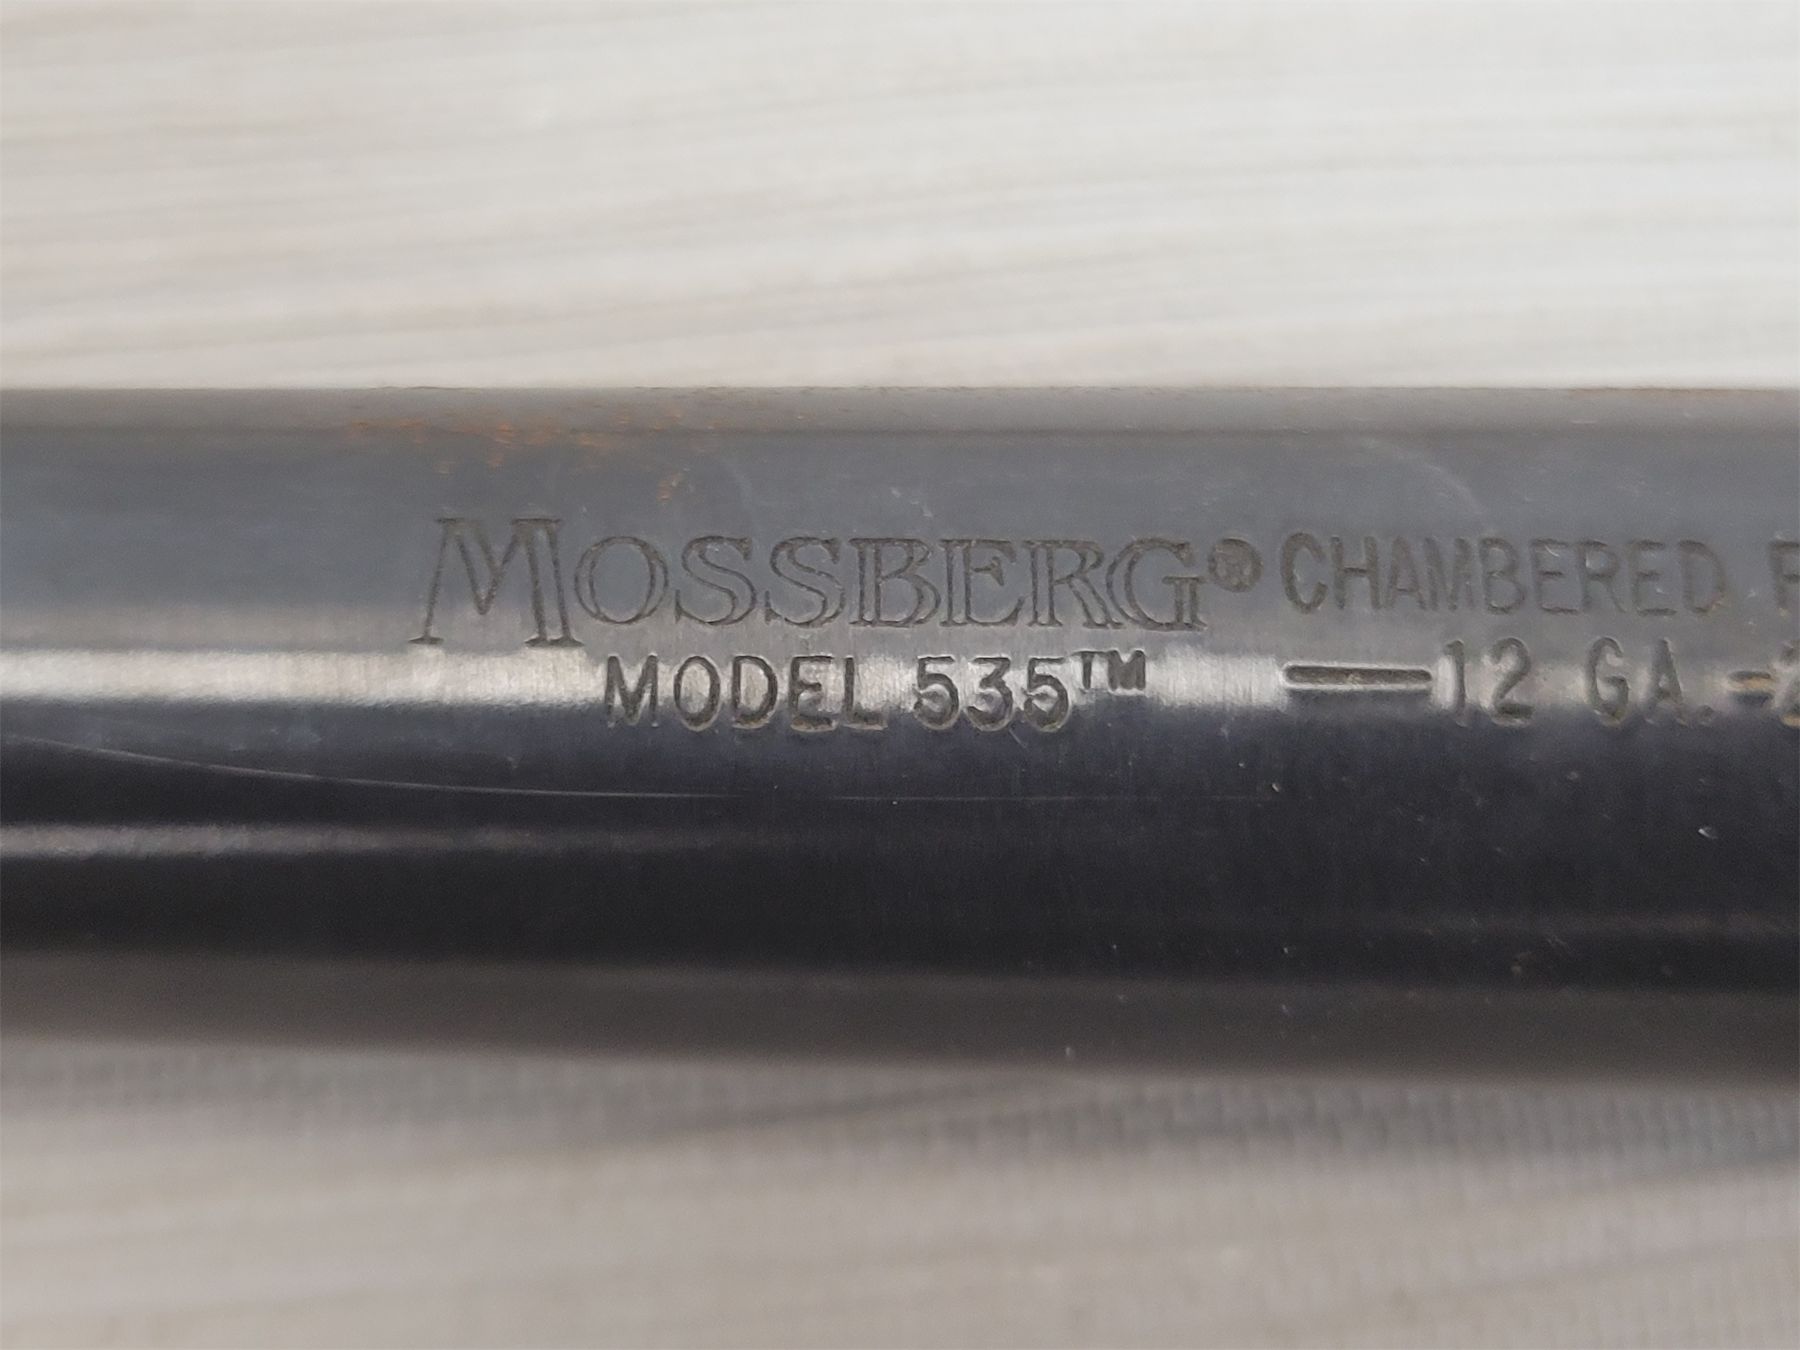 MOSSBERG® CHAMBERED
MODEL 535™ — 12 GA. -